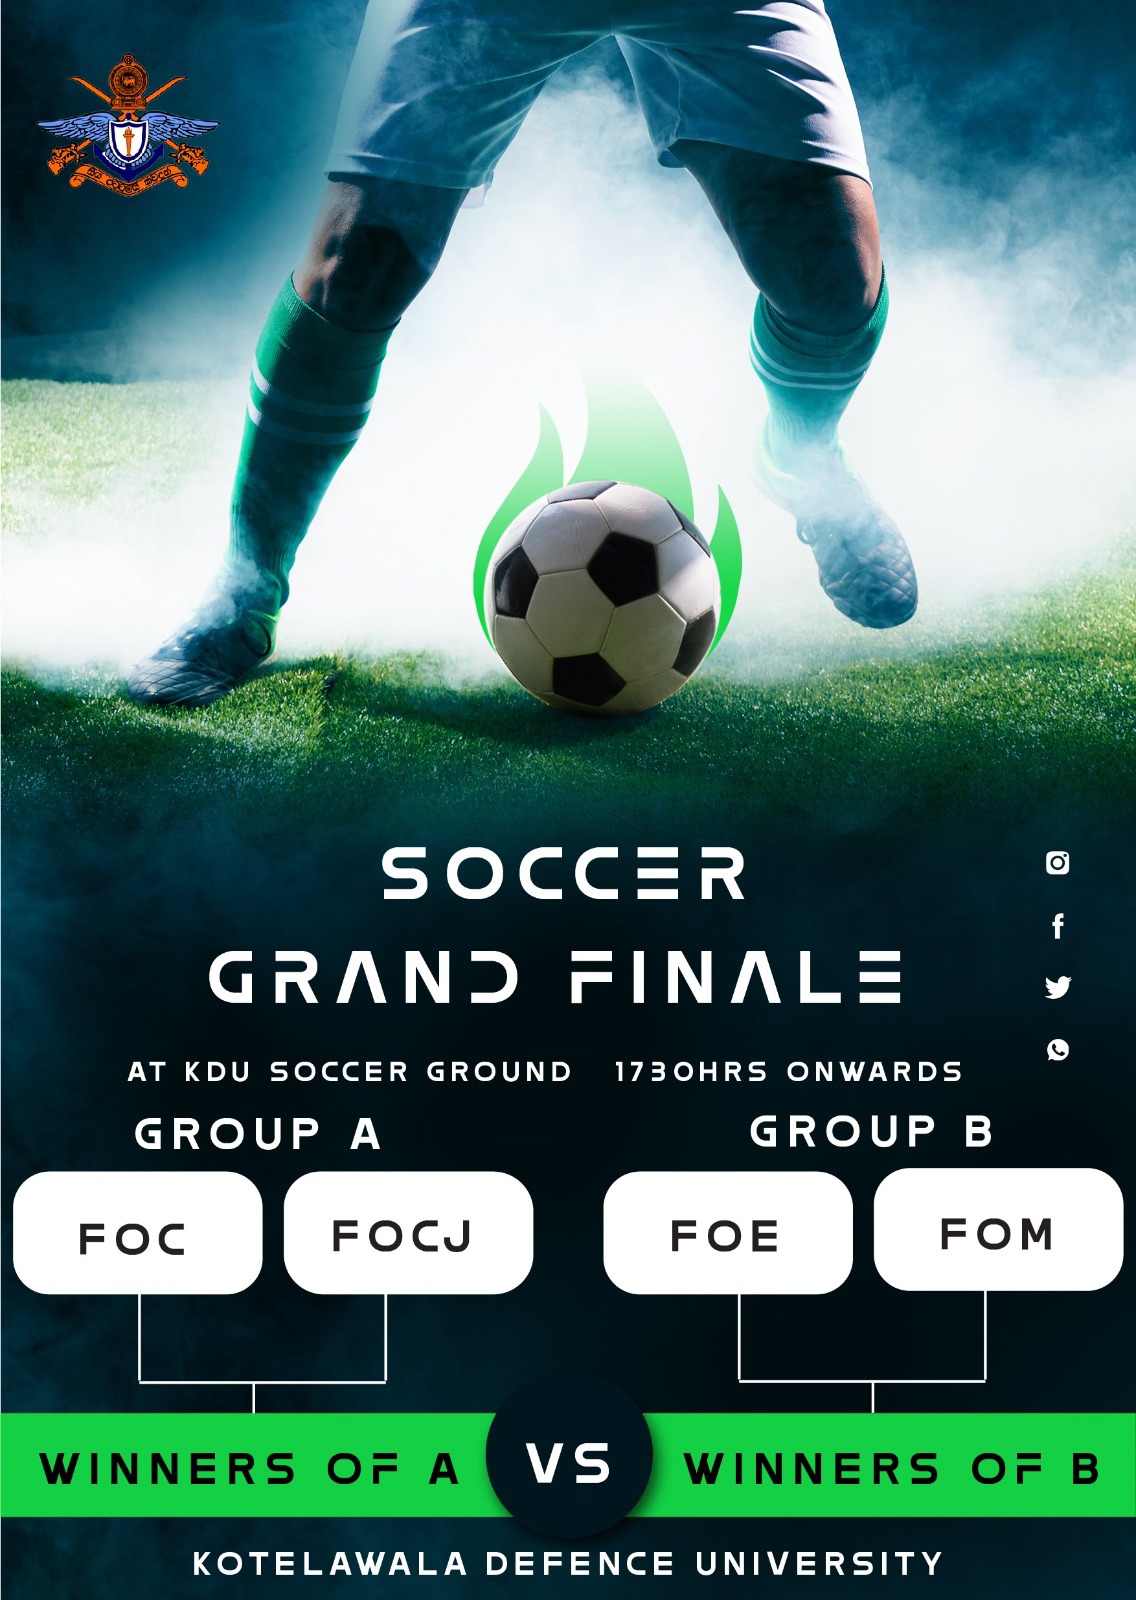 SOCCER
GRAND FINALE
AT KDU SOCCER GROUND 1730HRS ONWARDS
GROUP A GROUP B
FOC FOCJ FOE FOM
WINNERS OF A VS WINNERS OF B
KOTELAWALA DEFENCE UNIVERSITY